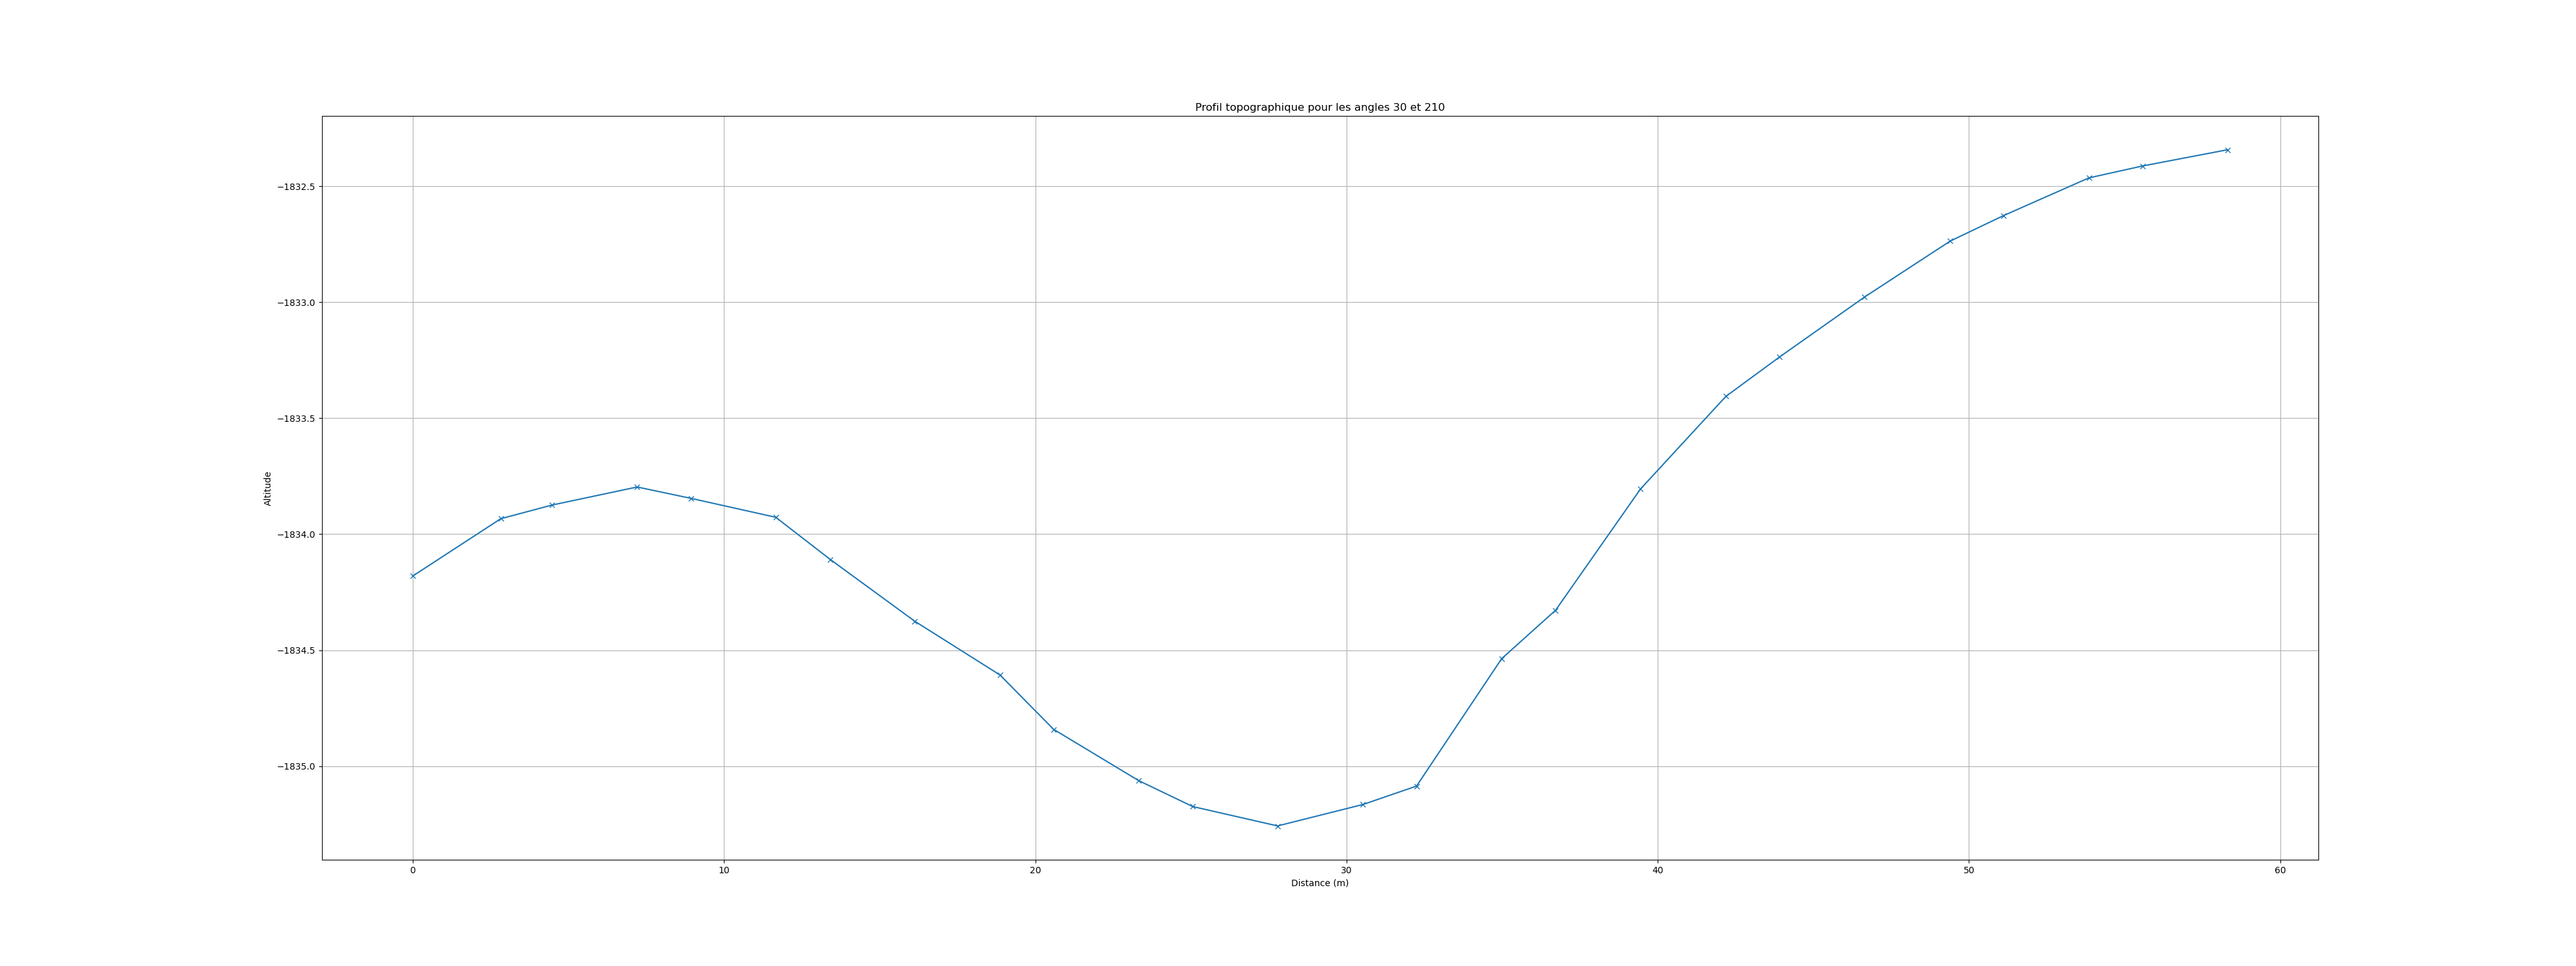 Profil topographique pour les angles 30 et 210
Altitude
−1832.5
−1833.0
−1833.5
−1834.0
−1834.5
−1835.0
0 10 20 30 40 50 60
Distance (m)